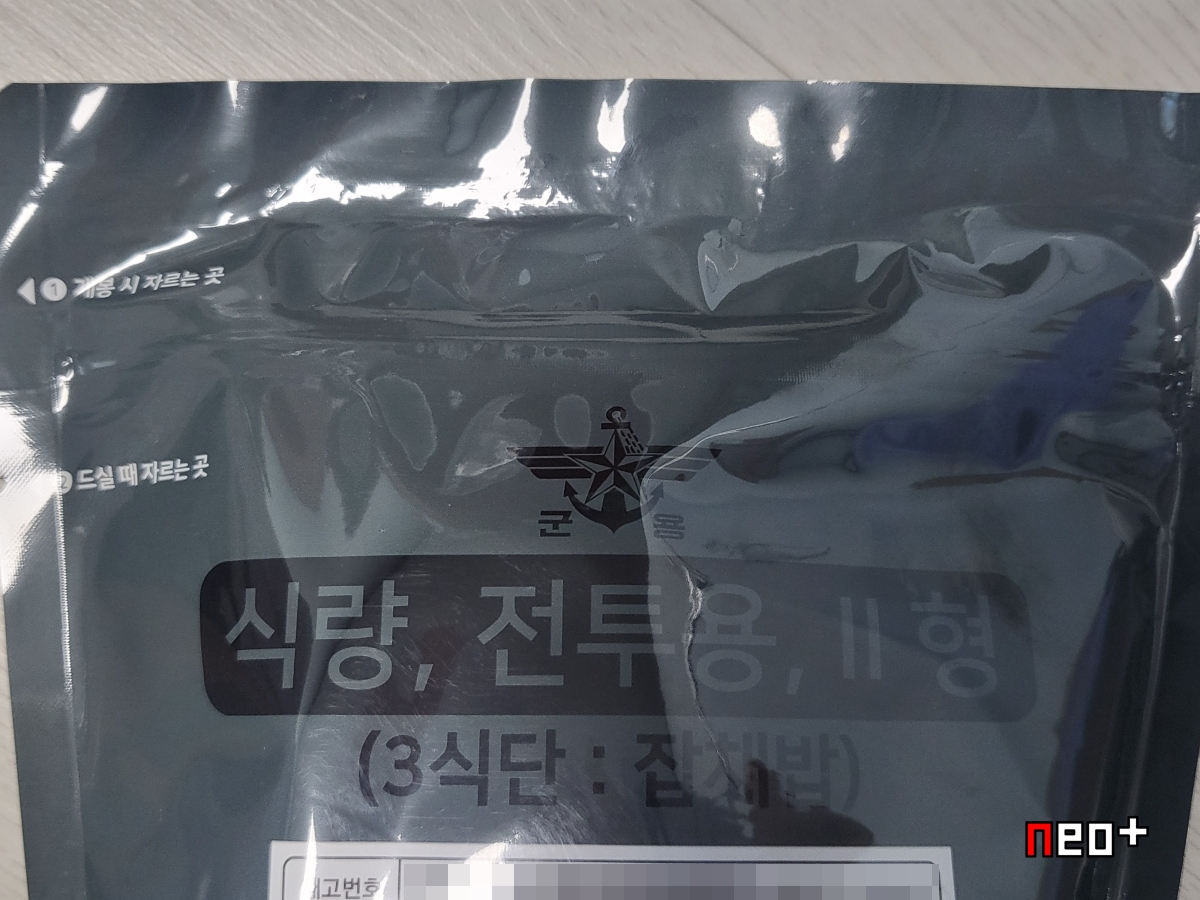 ① 개봉 시 자르는 곳
② 드실 때 자르는 곳
군 용
식량, 전투용, Ⅱ형
(3식단 : 잡채밥)
재고번호
neo+